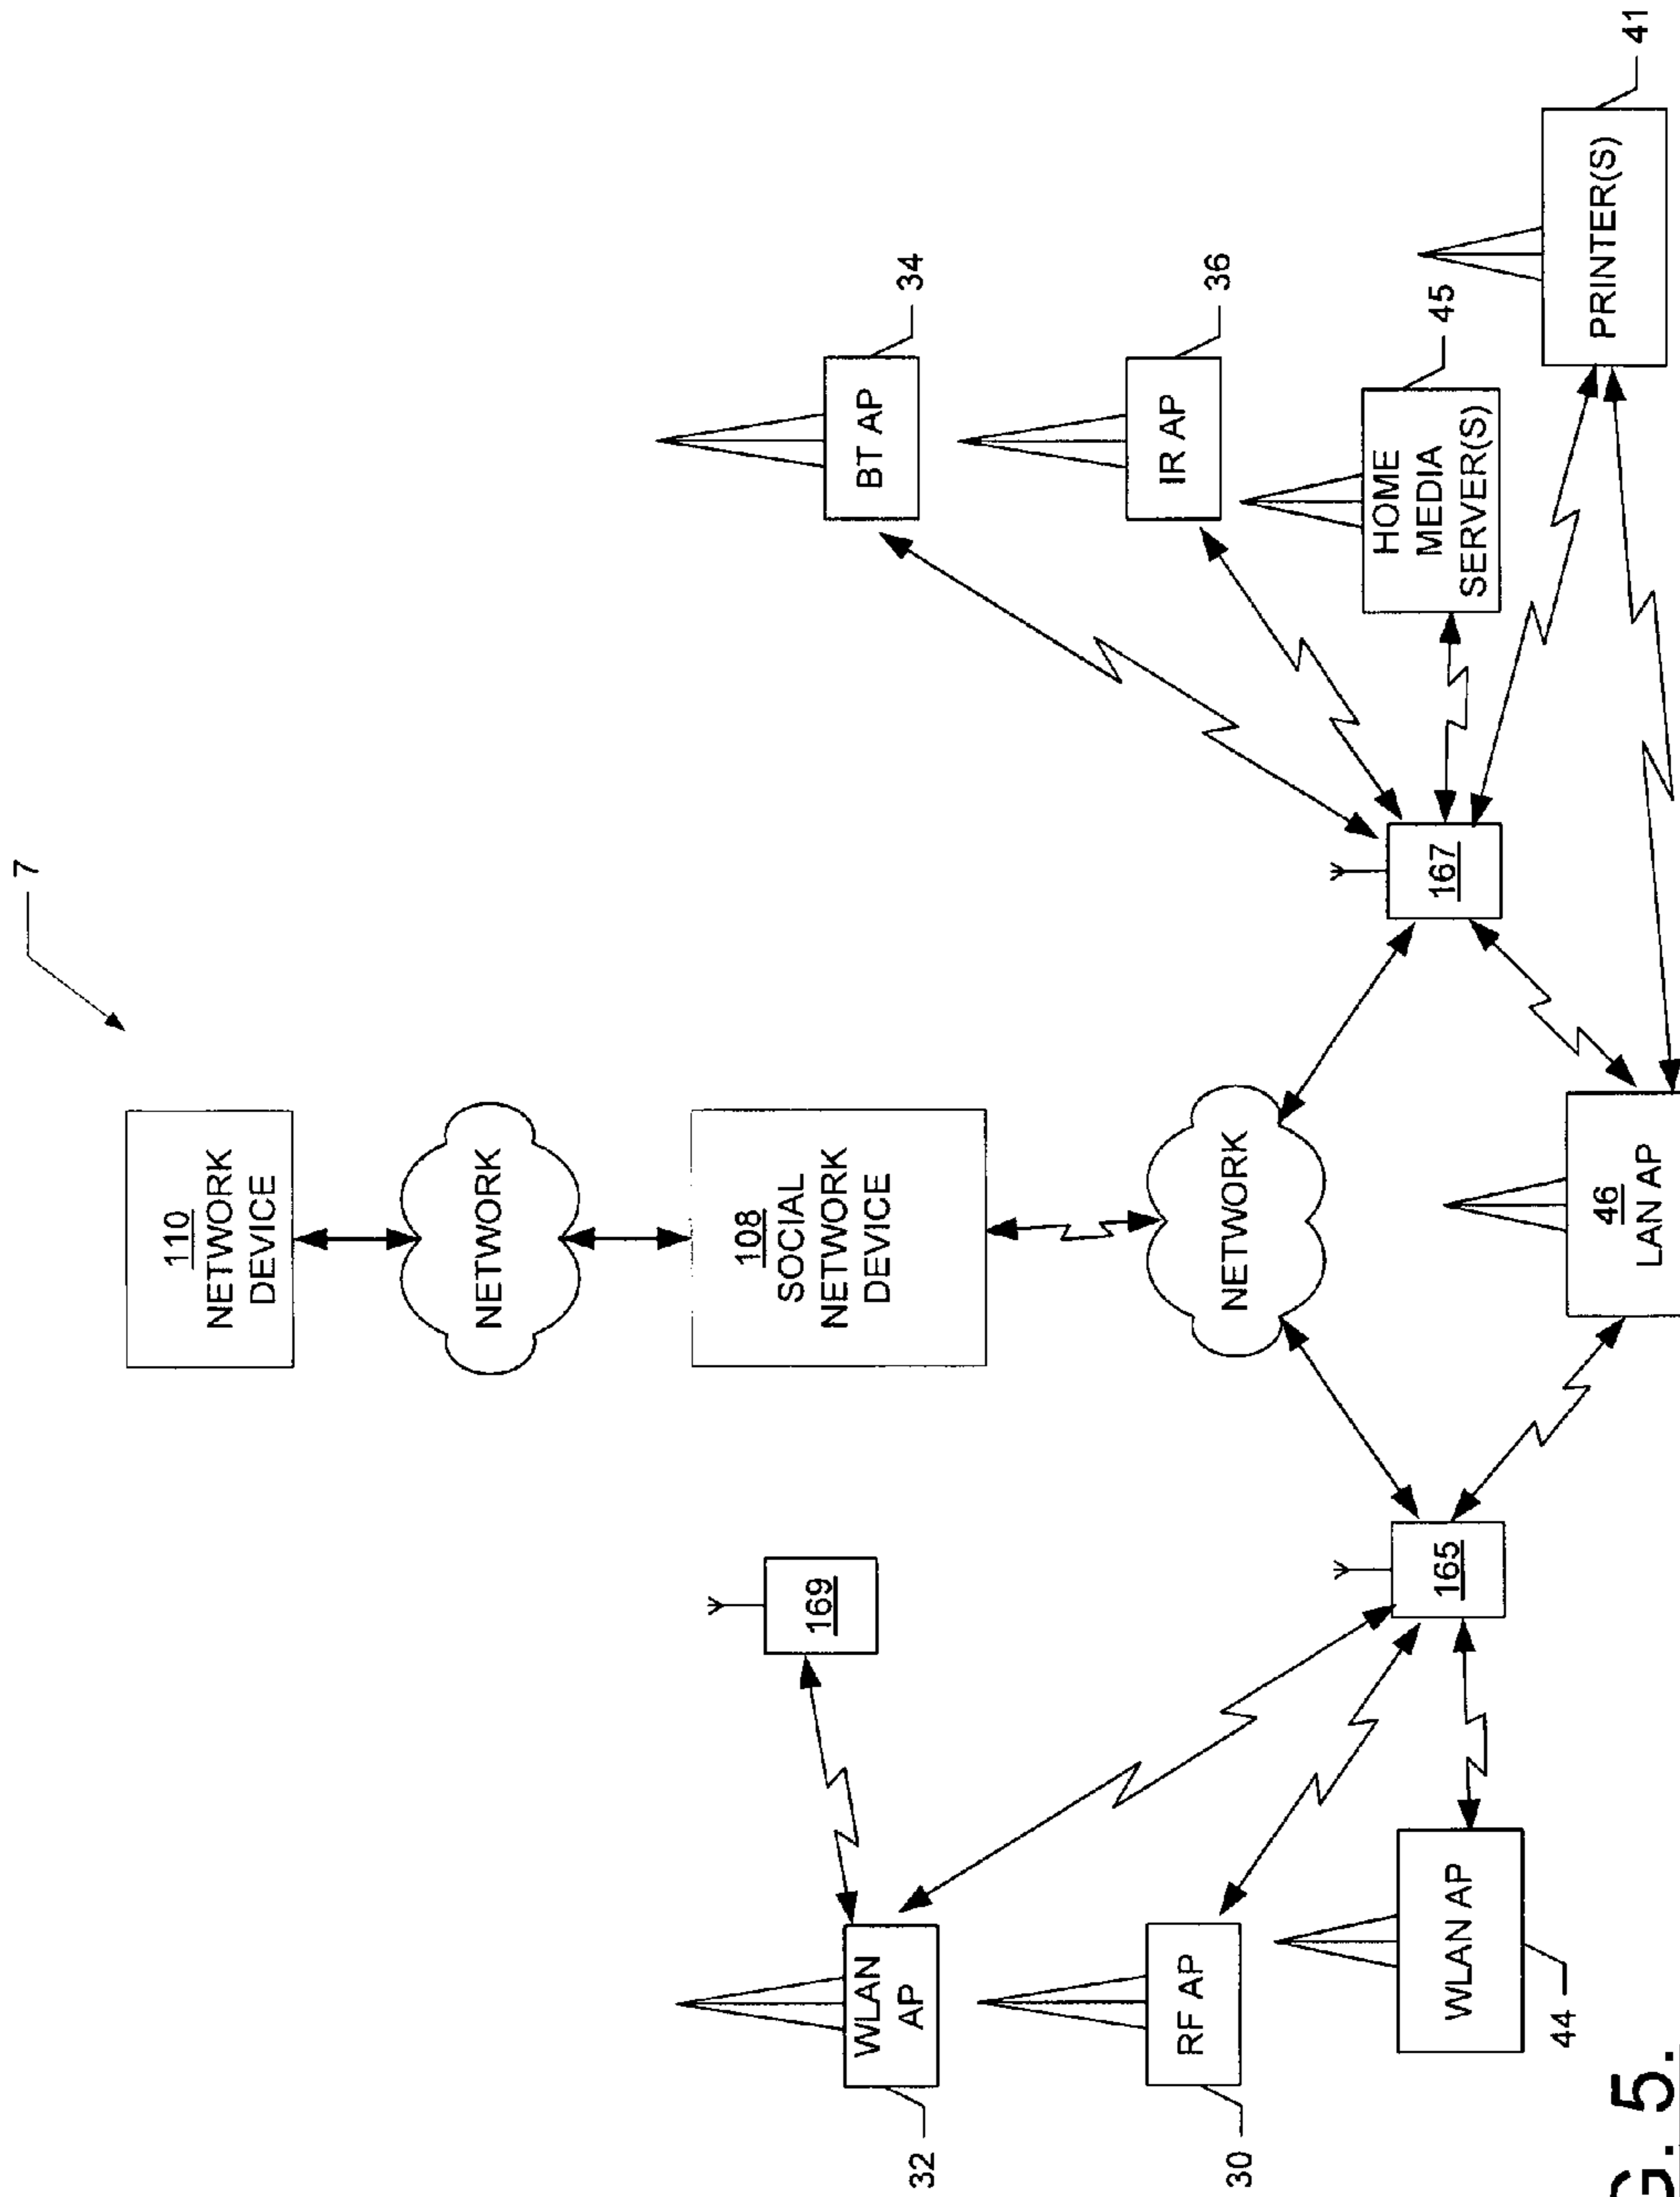 7
110
NETWORK
DEVICE
NETWORK
108
SOCIAL
NETWORK
DEVICE
169
WLAN
AP
32
BT AP
34
RF AP
30
IR AP
36
NETWORK
165
167
HOME
MEDIA
SERVER(S)
45
WLAN AP
44
46
LAN AP
PRINTER(S)
41
G. 5.